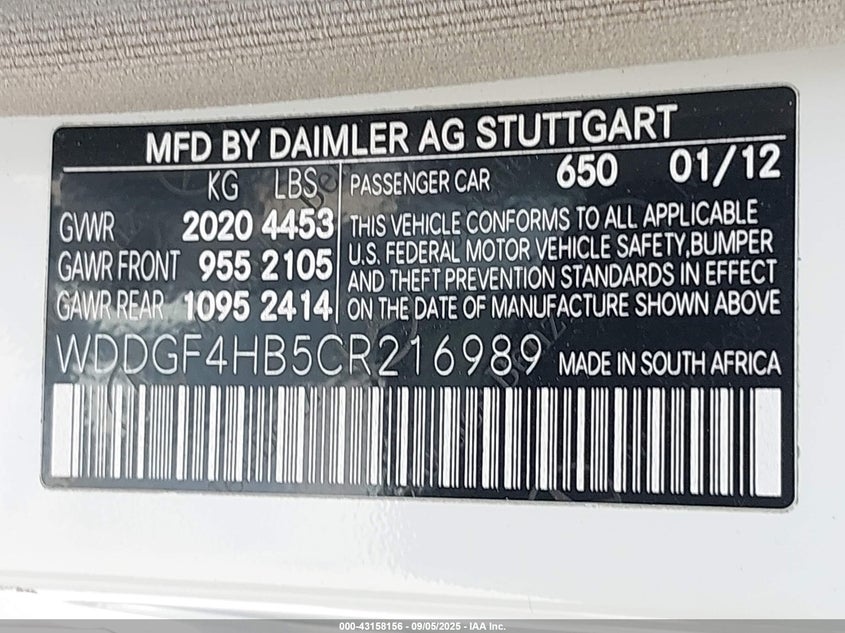 MFD BY DAIMLER AG STUTTGART
KG LBS PASSENGER CAR 650 01/12
GVWR 2020 4453
GAWR FRONT 955 2105
GAWR REAR 1095 2414
THIS VEHICLE CONFORMS TO ALL APPLICABLE
U.S. FEDERAL MOTOR VEHICLE SAFETY,BUMPER
AND THEFT PREVENTION STANDARDS IN EFFECT
ON THE DATE OF MANUFACTURE SHOWN ABOVE
WDDGF4HB5CR216989 MADE IN SOUTH AFRICA
000-43158156 - 09/05/2025 - IAA Inc.